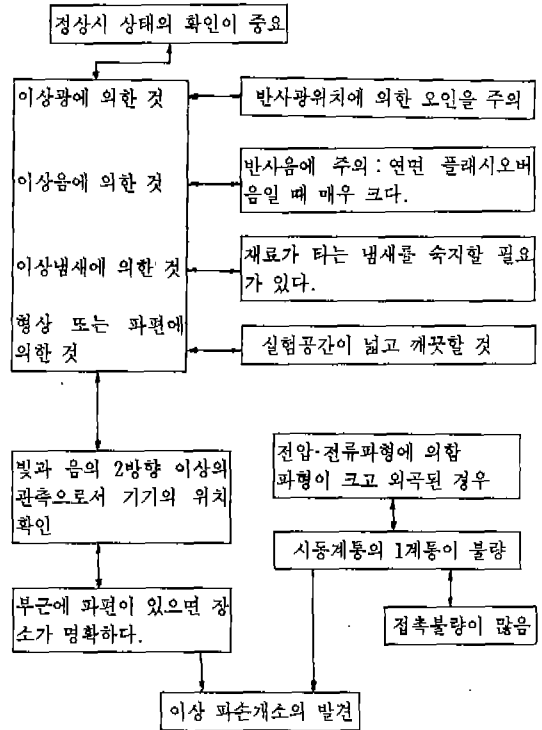 정상시 상태의 확인이 중요
이상광에 의한 것
반사광위치에 의한 오인을 주의
이상음에 의한 것
반사음에 주의 : 연면 플래시오버
음일 때 매우 크다.
이상냄새에 의한 것
재료가 타는 냄새를 숙지할 필요
가 있다.
형상 또는 파편에
의한 것
실험공간이 넓고 깨끗할 것
빛과 음의 2방향 이상의
관측으로서 기기의 위치
확인
전압·전류파형에 의함
파형이 크고 외곡된 경우
시동계통의 1계통이 불량
부근에 파편이 있으면 장
소가 명확하다.
접촉불량이 많음
이상 파손개소의 발견